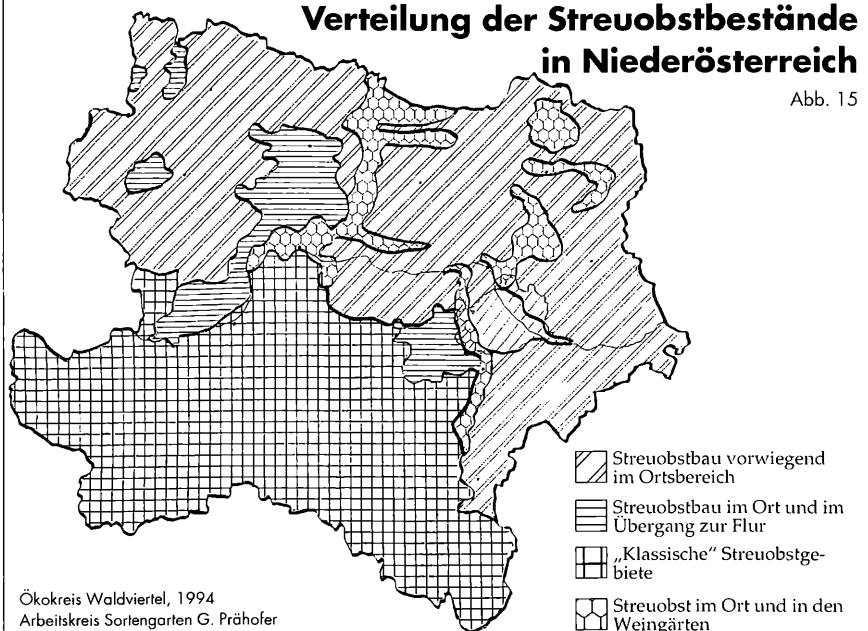 Verteilung der Streuobstbestände
in Niederösterreich
Abb. 15
Streuobstbau vorwiegend
im Ortsbereich
Streuobstbau im Ort und im
Übergang zur Flur
„Klassische“ Streuobstge-
biete
Streuobst im Ort und in den
Weingärten
Ökokreis Waldviertel, 1994
Arbeitskreis Sortengarten G. Prähofer